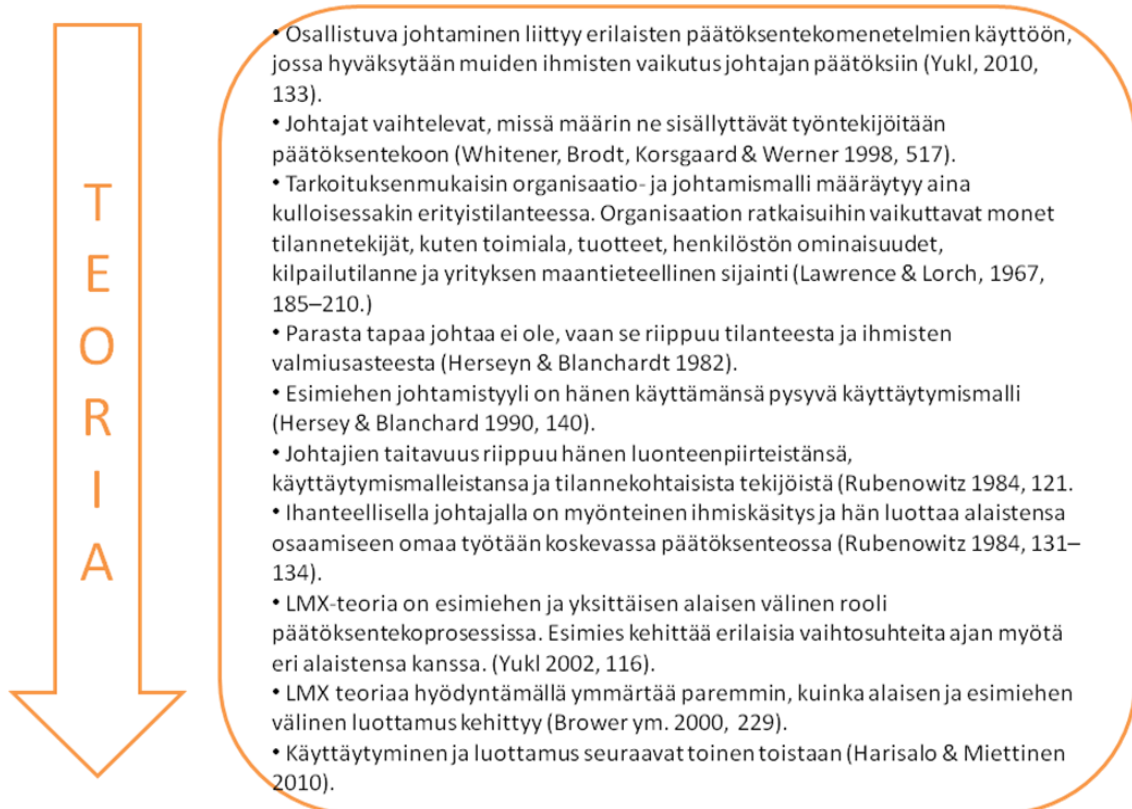 T
E
O
R
I
A
• Osallistuva johtaminen liittyy erilaisten päätöksentekomenetelmien käyttöön,
jossa hyväksytään muiden ihmisten vaikutus johtajan päätöksiin (Yukl, 2010,
133).
• Johtajat vaihtelevat, missä määrin ne sisällyttävät työntekijöitään
päätöksentekoon (Whitener, Brodt, Korsgaard & Werner 1998, 517).
• Tarkoituksenmukaisin organisaatio- ja johtamismalli määräytyy aina
kulloisessakin erityistilanteessa. Organisaation ratkaisuihin vaikuttavat monet
tilannetekijät, kuten toimiala, tuotteet, henkilöstön ominaisuudet,
kilpailutilanne ja yrityksen maantieteellinen sijainti (Lawrence & Lorch, 1967,
185–210.)
• Parasta tapaa johtaa ei ole, vaan se riippuu tilanteesta ja ihmisten
valmiusasteesta (Herseyn & Blanchardt 1982).
• Esimiehen johtamistyyli on hänen käyttämänsä pysyvä käyttäytymismalli
(Hersey & Blanchard 1990, 140).
• Johtajien taitavuus riippuu hänen luonteenpiirteistänsä,
käyttäytymismalleistansa ja tilannekohtaisista tekijöistä (Rubenowitz 1984, 121.
• Ihanteellisella johtajalla on myönteinen ihmiskäsitys ja hän luottaa alaistensa
osaamiseen omaa työtään koskevassa päätöksenteossa (Rubenowitz 1984, 131–
134).
• LMX-teoria on esimiehen ja yksittäisen alaisen välinen rooli
päätöksentekoprosessissa. Esimies kehittää erilaisia vaihtosuhteita ajan myötä
eri alaistensa kanssa. (Yukl 2002, 116).
• LMX teoriaa hyödyntämällä ymmärtää paremmin, kuinka alaisen ja esimiehen
välinen luottamus kehittyy (Brower ym. 2000, 229).
• Käyttäytyminen ja luottamus seuraavat toinen toistaan (Harisalo & Miettinen
2010).